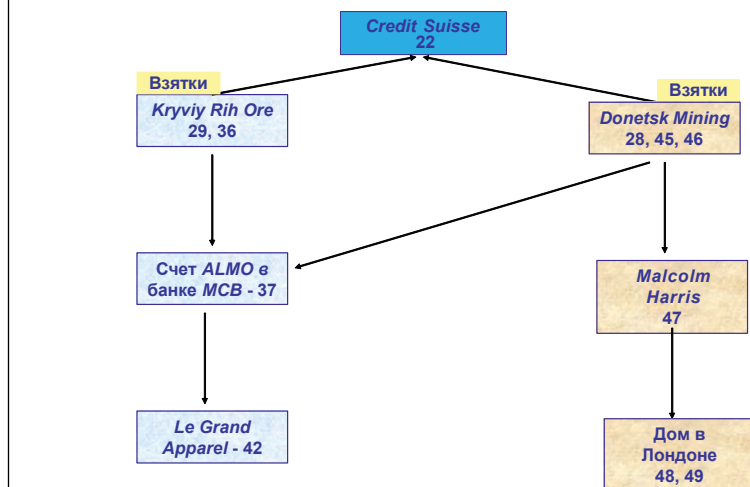 Credit Suisse
22
Взятки
Взятки
Kryviy Rih Ore
29, 36
Donetsk Mining
28, 45, 46
Счет ALMO в
банке MCB - 37
Malcolm
Harris
47
Le Grand
Apparel - 42
Дом в
Лондоне
48, 49